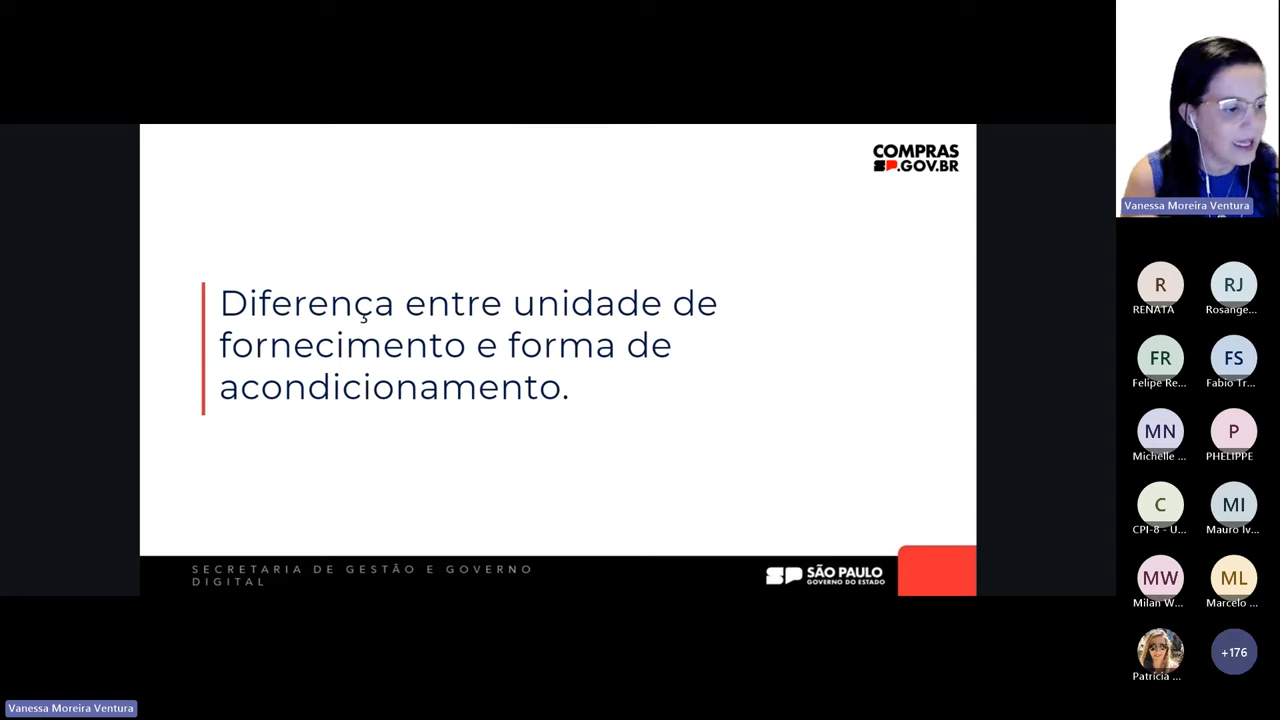 COMPRAS
SP.GOV.BR
Diferença entre unidade de
fornecimento e forma de
acondicionamento.
SECRETARIA DE GESTÃO E GOVERNO
DIGITAL
SP SÃO PAULO
GOVERNO DO ESTADO
Vanessa Moreira Ventura
R
RJ
RENATA
Rosange...
FR
FS
Felipe Re...
Fabio Tr...
MN
P
Michelle ...
PHELIPPE
C
MI
CPI-8 - U...
Mauro Iv...
MW
ML
Milan W...
Marcelo ...
+176
Patrícia ...
Vanessa Moreira Ventura